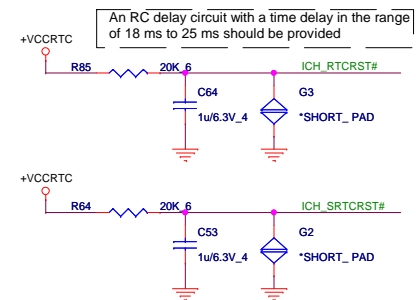 An RC delay circuit with a time delay in the range
of 18 ms to 25 ms should be provided
+VCCRTC
R85
20K_6
ICH_RTCRST#
C64
1u/6.3V_4
G3
*SHORT_ PAD
+VCCRTC
R64
20K_6
ICH_SRTCRST#
C53
1u/6.3V_4
G2
*SHORT_ PAD